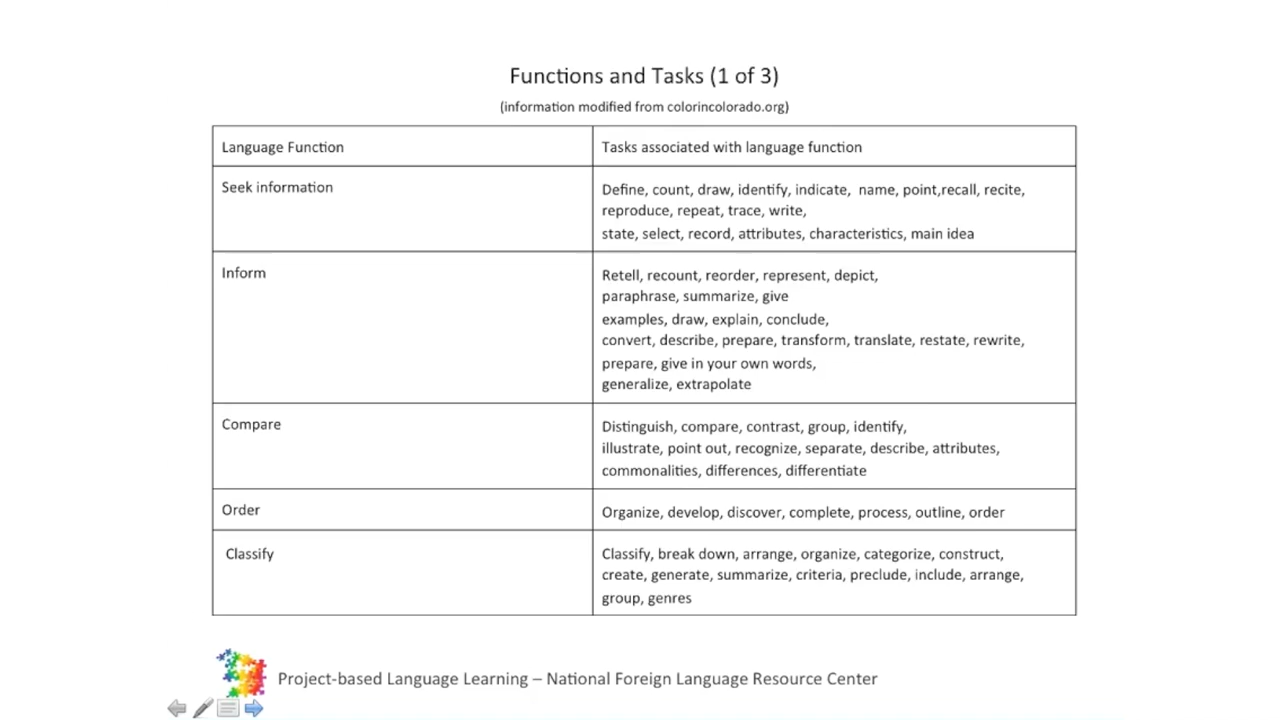 Functions and Tasks (1 of 3)
(information modified from colorincolorado.org)
Language Function
Tasks associated with language function
Seek information
Define, count, draw, identify, indicate,  name, point,recall, recite,
reproduce, repeat, trace, write,
state, select, record, attributes, characteristics, main idea
Inform
Retell, recount, reorder, represent, depict,
paraphrase, summarize, give
examples, draw, explain, conclude,
convert, describe, prepare, transform, translate, restate, rewrite,
prepare, give in your own words,
generalize, extrapolate
Compare
Distinguish, compare, contrast, group, identify,
illustrate, point out, recognize, separate, describe, attributes,
commonalities, differences, differentiate
Order
Organize, develop, discover, complete, process, outline, order
Classify
Classify, break down, arrange, organize, categorize, construct,
create, generate, summarize, criteria, preclude, include, arrange,
group, genres
Project-based Language Learning – National Foreign Language Resource Center